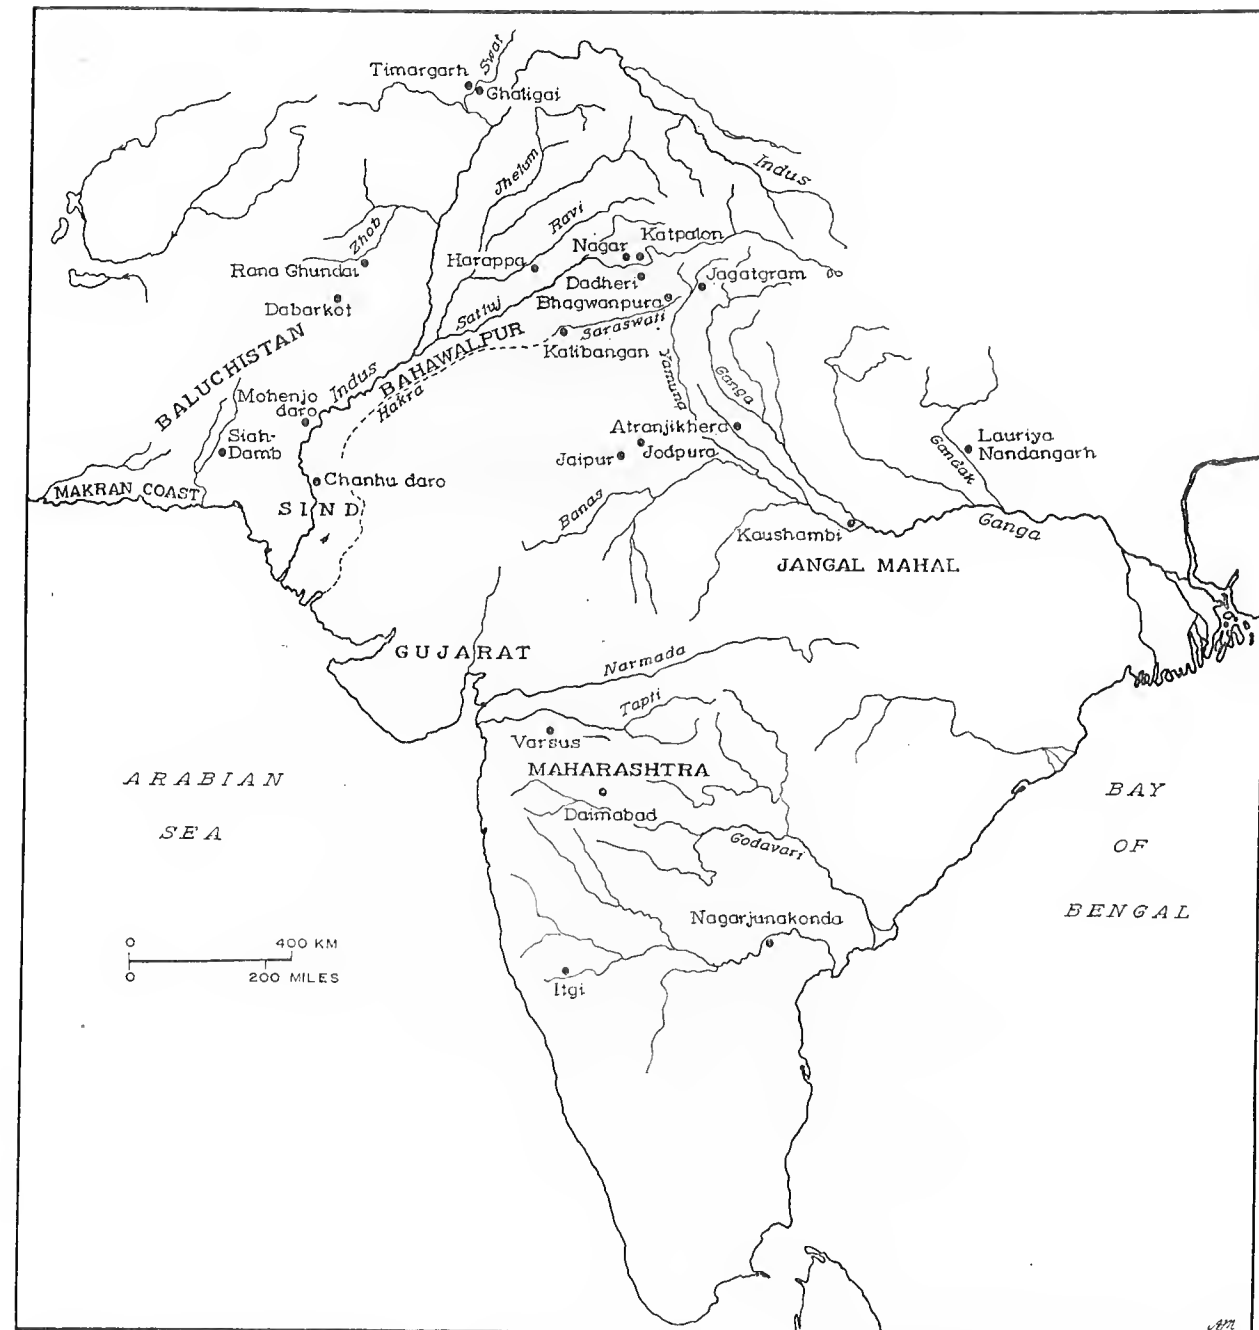 Swat
Timargarh
Ghaligai
Indus
Jhelum
Ravi
Zhob
Nagar
Katpalon
Harappa
Rana Ghundai
Dadheri
Jagatgram
Dabarkot
Bhagwanpura
Satluj
Saraswati
BAHAWALPUR
Kalibangan
BALUCHISTAN
Indus
Hakra
Yamuna
Ganga
Mohenjo
daro
Atranjikhera
Siah-
Damb
Jaipur
Jodpura
Lauriya
Nandangarh
Gandak
Chanhu daro
MAKRAN COAST
SIND
Banas
Kaushambi
Ganga
JANGAL MAHAL
GUJARAT
Narmada
Tapti
Varsus
MAHARASHTRA
ARABIAN
SEA
Daimabad
Godavari
BAY
OF
BENGAL
Nagarjunakonda
0 400 KM
0 200 MILES
Itgi